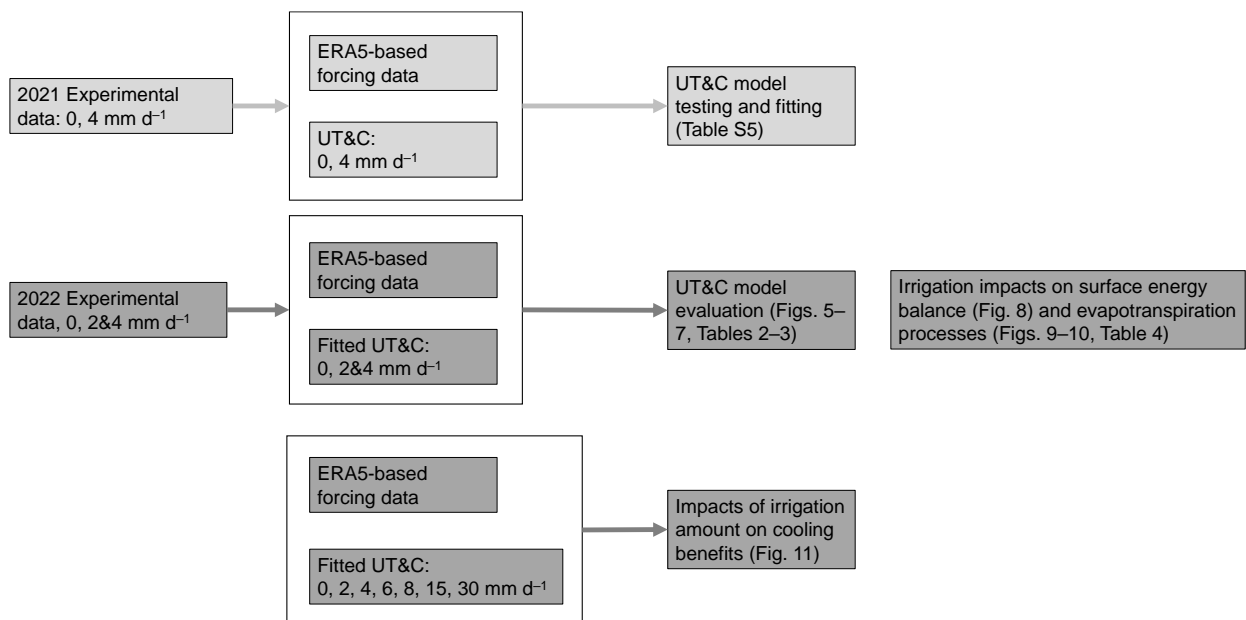 ERA5-based
forcing data
2021 Experimental
data: 0, 4 mm d⁻¹
UT&C:
0, 4 mm d⁻¹
UT&C model
testing and fitting
(Table S5)
ERA5-based
forcing data
2022 Experimental
data, 0, 2&4 mm d⁻¹
Fitted UT&C:
0, 2&4 mm d⁻¹
UT&C model
evaluation (Figs. 5–
7, Tables 2–3)
Irrigation impacts on surface energy
balance (Fig. 8) and evapotranspiration
processes (Figs. 9–10, Table 4)
ERA5-based
forcing data
Fitted UT&C:
0, 2, 4, 6, 8, 15, 30 mm d⁻¹
Impacts of irrigation
amount on cooling
benefits (Fig. 11)